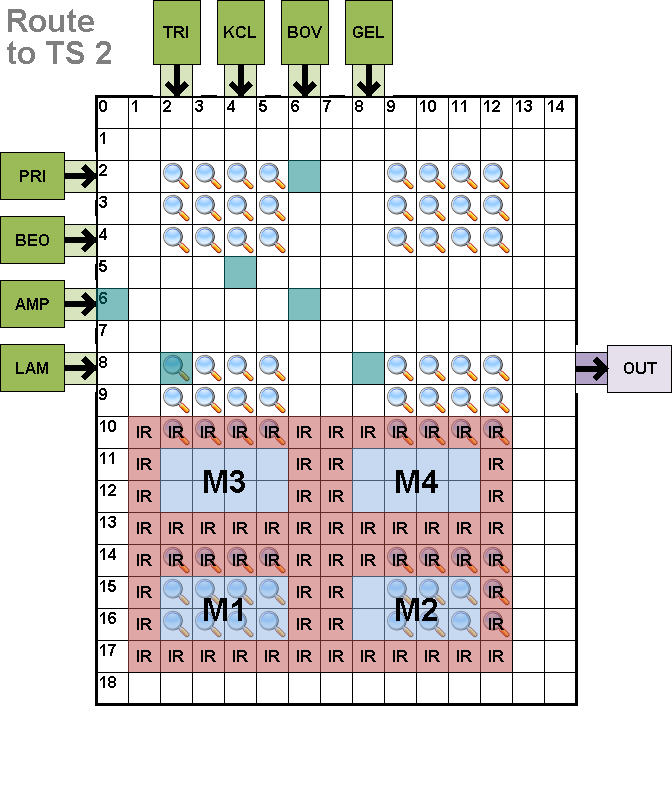 Route
to TS 2
TRI KCL BOV GEL
0 1 2 3 4 5 6 7 8 9 10 11 12 13 14
1
PRI 2
3
BEO 4
5
AMP 6
7
LAM 8 OUT
9
10 IR IR IR IR IR IR IR IR IR IR IR IR
11 IR IR IR IR
M3 M4
12 IR IR IR IR
13 IR IR IR IR IR IR IR IR IR IR IR IR
14 IR IR IR IR IR IR IR IR IR IR IR IR
15 IR IR IR IR
M1 M2
16 IR IR IR IR
17 IR IR IR IR IR IR IR IR IR IR IR IR
18